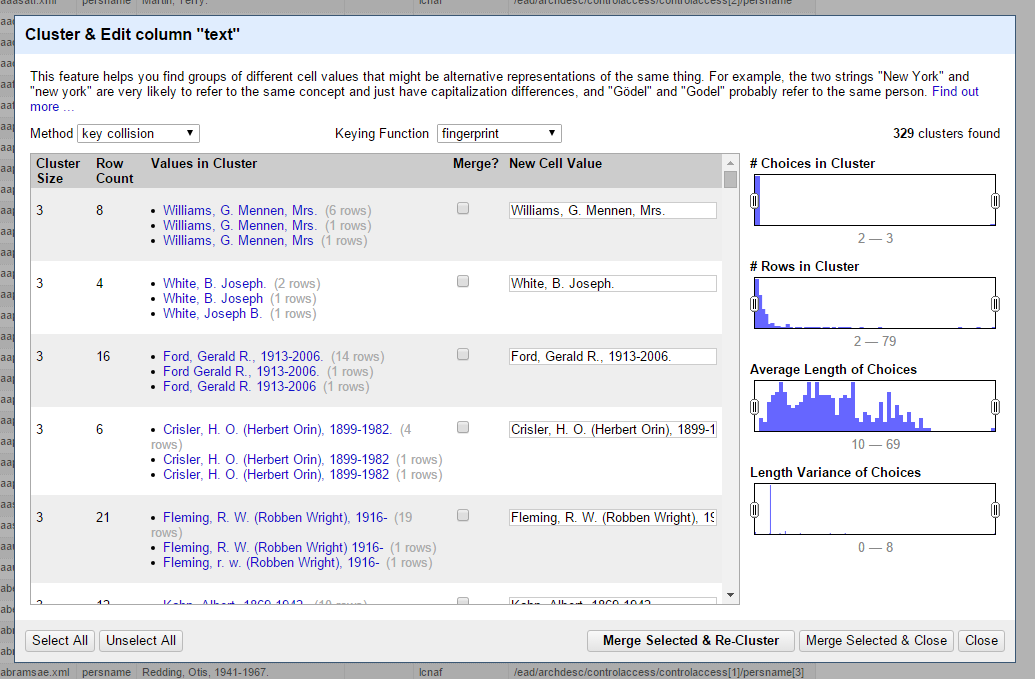 aaasati.xml persname Martin, Terry. lcnaf /ead/archdesc/controlaccess/controlaccess[2]/persname
Cluster & Edit column "text"
This feature helps you find groups of different cell values that might be alternative representations of the same thing. For example, the two strings "New York" and
"new york" are very likely to refer to the same concept and just have capitalization differences, and "Gödel" and "Godel" probably refer to the same person. Find out
more ...
Method key collision Keying Function fingerprint 329 clusters found
Cluster Size Row Count Values in Cluster Merge? New Cell Value
3 8 • Williams, G. Mennen, Mrs. (6 rows) Williams, G. Mennen, Mrs.
• Williams, G. Mennen, Mrs. (1 rows)
• Williams, G. Mennen, Mrs (1 rows)
3 4 • White, B. Joseph. (2 rows) White, B. Joseph.
• White, B. Joseph (1 rows)
• White, Joseph B. (1 rows)
3 16 • Ford, Gerald R., 1913-2006. (14 rows) Ford, Gerald R., 1913-2006.
• Ford Gerald R., 1913-2006. (1 rows)
• Ford, Gerald R. 1913-2006 (1 rows)
3 6 • Crisler, H. O. (Herbert Orin), 1899-1982. (4 Crisler, H. O. (Herbert Orin), 1899-1
rows)
• Crisler, H. O. (Herbert Orin), 1899-1982 (1 rows)
• Crisler, H. O. (Herbert Orin), 1899-1982 (1 rows)
3 21 • Fleming, R. W. (Robben Wright), 1916- (19 Fleming, R. W. (Robben Wright), 19
rows)
• Fleming, R. W. (Robben Wright) 1916- (1 rows)
• Fleming, r. w. (Robben Wright), 1916- (1 rows)
3 12 • Kahn, Albert, 1869-1942. (10 rows) Kahn, Albert, 1869-1942.
# Choices in Cluster
2 — 3
# Rows in Cluster
2 — 79
Average Length of Choices
10 — 69
Length Variance of Choices
0 — 8
Select All Unselect All Merge Selected & Re-Cluster Merge Selected & Close Close
abramsae.xml persname Redding, Otis, 1941-1967. lcnaf /ead/archdesc/controlaccess/controlaccess[1]/persname[3]